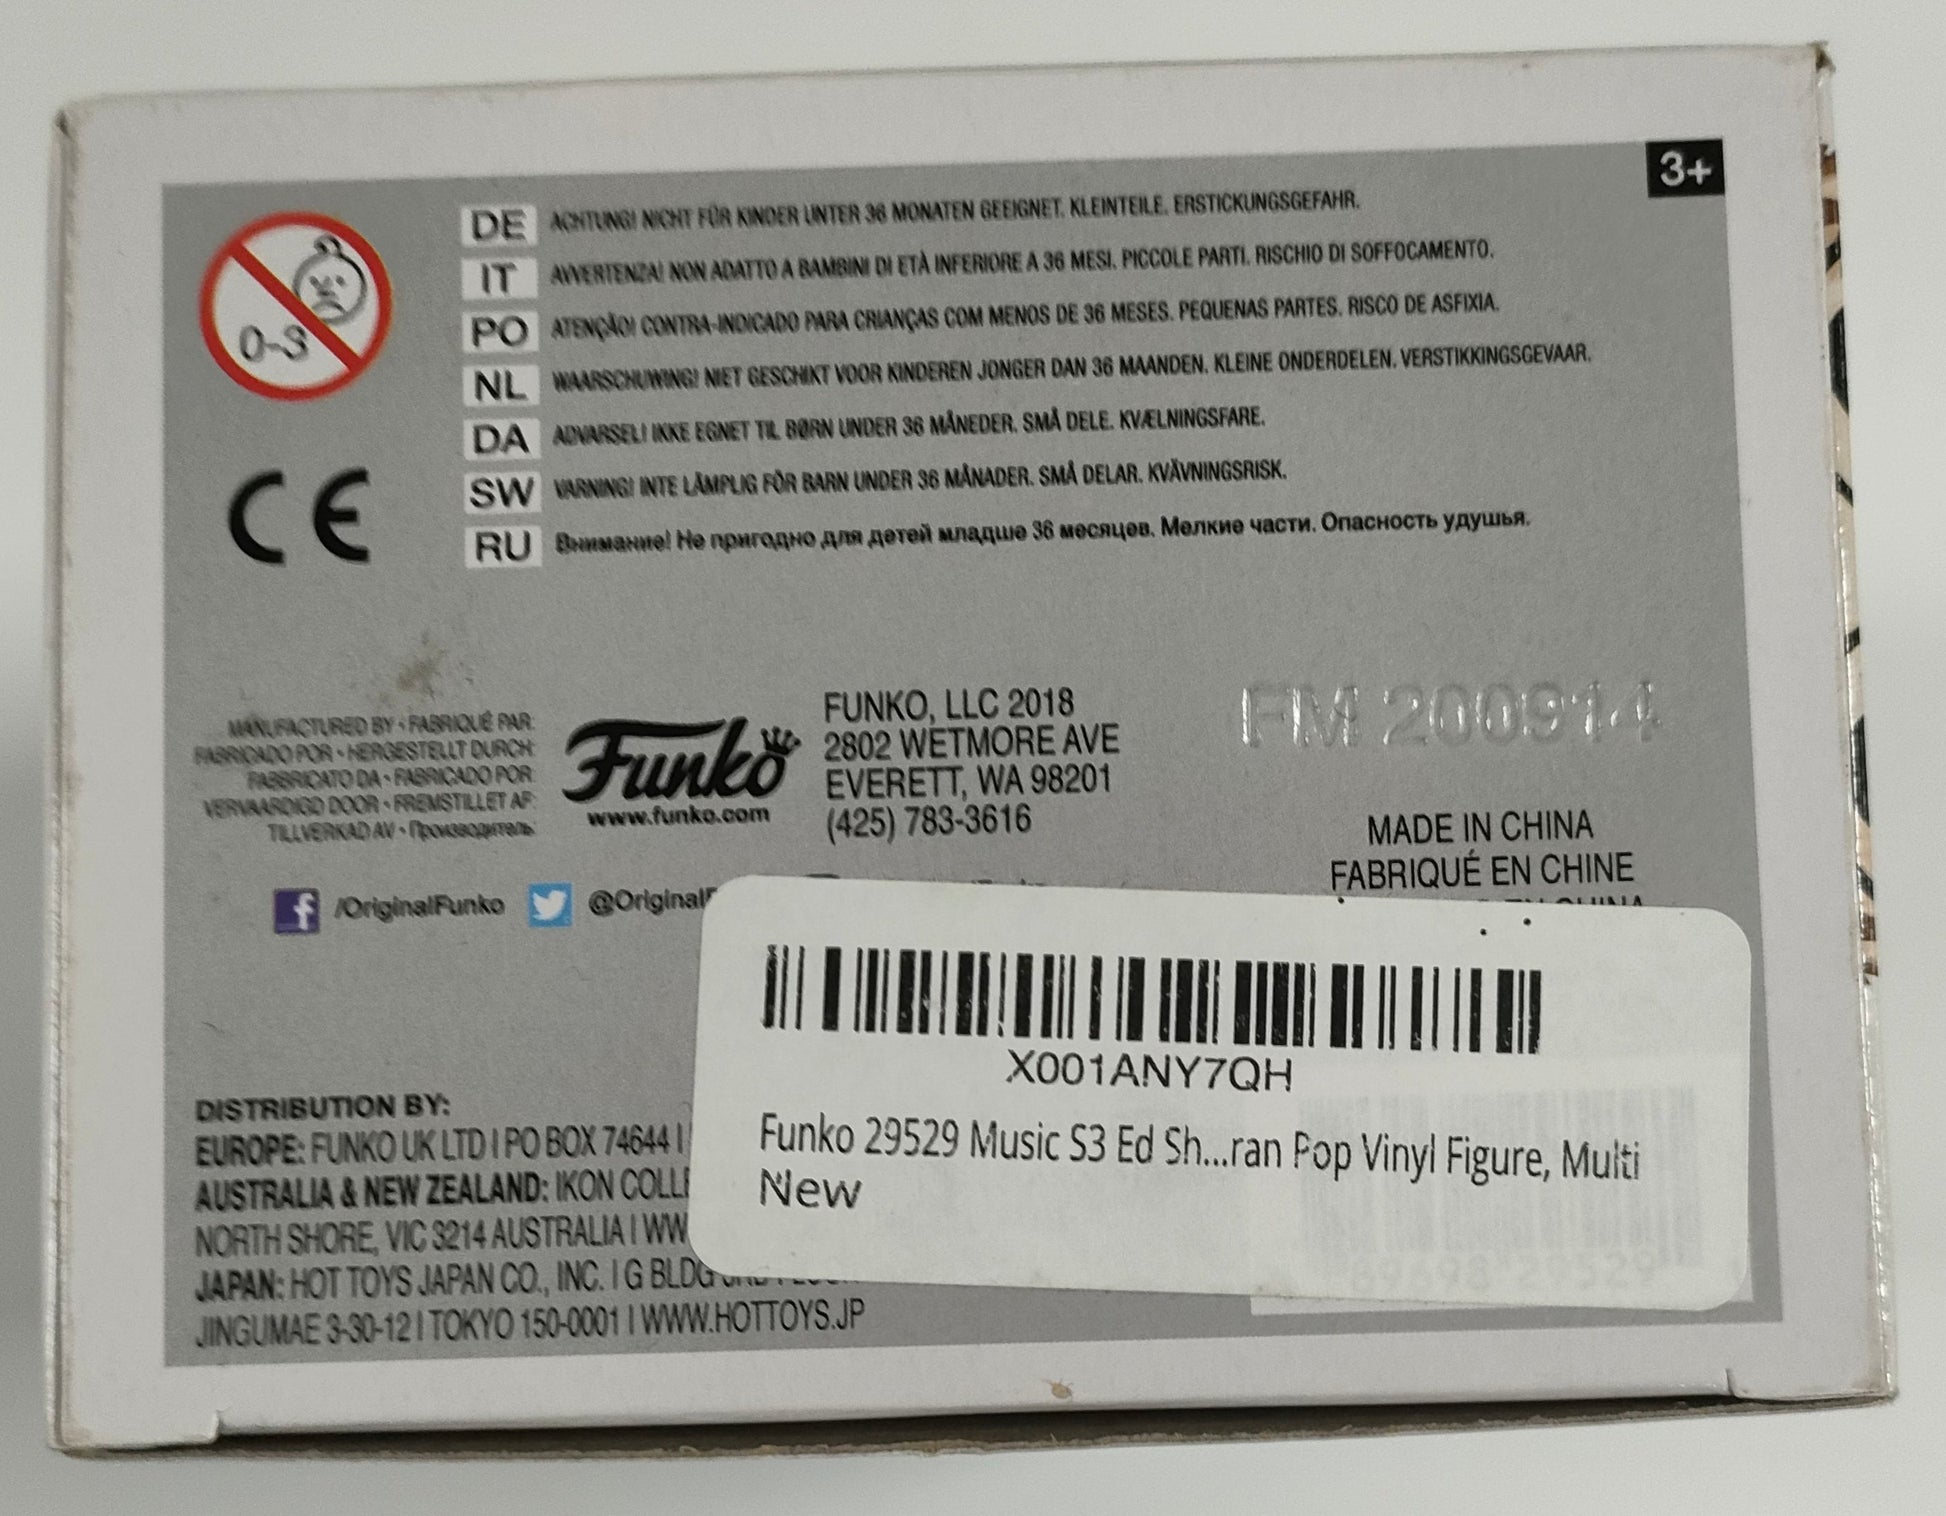 3+
0-3
DE ACHTUNG! NICHT FÜR KINDER UNTER 36 MONATEN GEEIGNET. KLEINTEILE. ERSTICKUNGSGEFAHR.
IT AVVERTENZA! NON ADATTO A BAMBINI DI ETÀ INFERIORE A 36 MESI. PICCOLE PARTI. RISCHIO DI SOFFOCAMENTO.
PO ATENÇÃO! CONTRA-INDICADO PARA CRIANÇAS COM MENOS DE 36 MESES. PEQUENAS PARTES. RISCO DE ASFIXIA.
NL WAARSCHUWING! NIET GESCHIKT VOOR KINDEREN JONGER DAN 36 MAANDEN. KLEINE ONDERDELEN. VERSTIKKINGSGEVAAR.
DA ADVARSEL! IKKE EGNET TIL BØRN UNDER 36 MÅNEDER. SMÅ DELE. KVÆLNINGSFARE.
SW VARNING! INTE LÄMPLIG FÖR BARN UNDER 36 MÅNADER. SMÅ DELAR. KVÄVNINGSRISK.
RU Внимание! Не пригодно для детей младше 36 месяцев. Мелкие части. Опасность удушья.
CE
MANUFACTURED BY • FABRIQUÉ PAR:
FABRICADO POR • HERGESTELLT DURCH:
FABBRICATO DA • FABRICADO POR:
VERVAARDIGD DOOR • FREMSTILLET AF:
TILLVERKAD AV • Производитель:
Funko
www.funko.com
FUNKO, LLC 2018
2802 WETMORE AVE
EVERETT, WA 98201
(425) 783-3616
FM 200914
MADE IN CHINA
FABRIQUÉ EN CHINE
EN CHINA
/OriginalFunko @OriginalF
X001ANY7QH
Funko 29529 Music S3 Ed Sh...ran Pop Vinyl Figure, Multi
New
DISTRIBUTION BY:
EUROPE: FUNKO UK LTD | PO BOX 74644 |
AUSTRALIA & NEW ZEALAND: IKON COLLE
NORTH SHORE, VIC 3214 AUSTRALIA | WW
JAPAN: HOT TOYS JAPAN CO., INC. | G BLDG
JINGUMAE 3-30-12 | TOKYO 150-0001 | WWW.HOTTOYS.JP